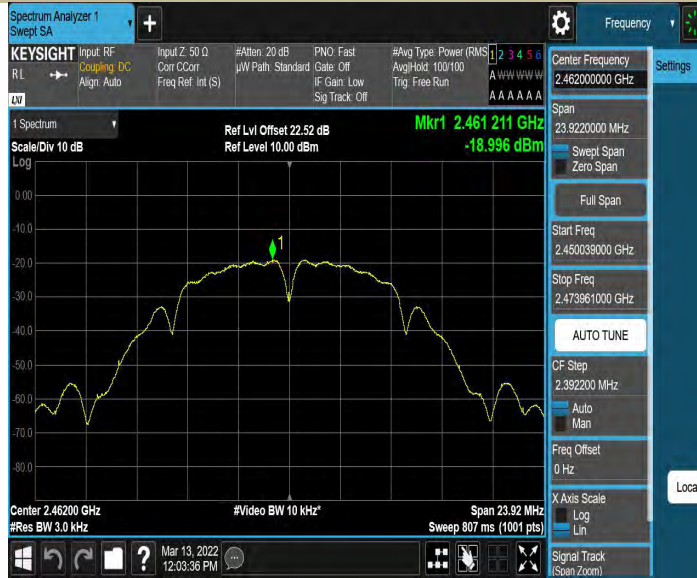 Spectrum Analyzer 1
Swept SA
+
Frequency
KEYSIGHT
RL
LXI
Input: RF
Coupling: DC
Align: Auto
Input Z: 50 Ω
Corr CCorr
Freq Ref: Int (S)
#Atten: 20 dB
µW Path: Standard
PNO: Fast
Gate: Off
IF Gain: Low
Sig Track: Off
#Avg Type: Power (RMS
Avg|Hold: 100/100
Trig: Free Run
1 2 3 4 5 6
A W W W W W
A A A A A A
1 Spectrum
Scale/Div 10 dB
Log
Ref Lvl Offset 22.52 dB
Ref Level 10.00 dBm
Mkr1 2.461 211 GHz
-18.996 dBm
0.00
-10.0
-20.0
-30.0
-40.0
-50.0
-60.0
-70.0
-80.0
1
Center 2.46200 GHz
#Res BW 3.0 kHz
#Video BW 10 kHz*
Span 23.92 MHz
Sweep 807 ms (1001 pts)
Center Frequency
2.462000000 GHz
Span
23.9220000 MHz
Swept Span
Zero Span
Full Span
Start Freq
2.450039000 GHz
Stop Freq
2.473961000 GHz
AUTO TUNE
CF Step
2.392200 MHz
Auto
Man
Freq Offset
0 Hz
X Axis Scale
Log
Lin
Signal Track
(Span Zoom)
Settings
Loca
?
Mar 13, 2022
12:03:36 PM